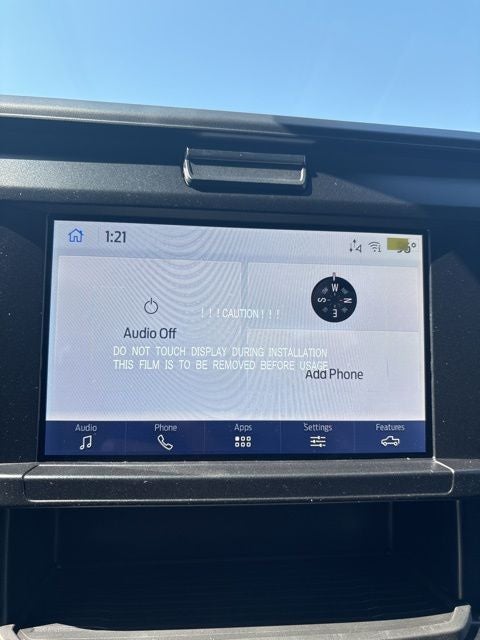 1:21
W
S N
E
!!!CAUTION!!!
Audio Off
DO NOT TOUCH DISPLAY DURING INSTALLATION
THIS FILM IS TO BE REMOVED BEFORE USAGE
Add Phone
Audio Phone Apps Settings Features